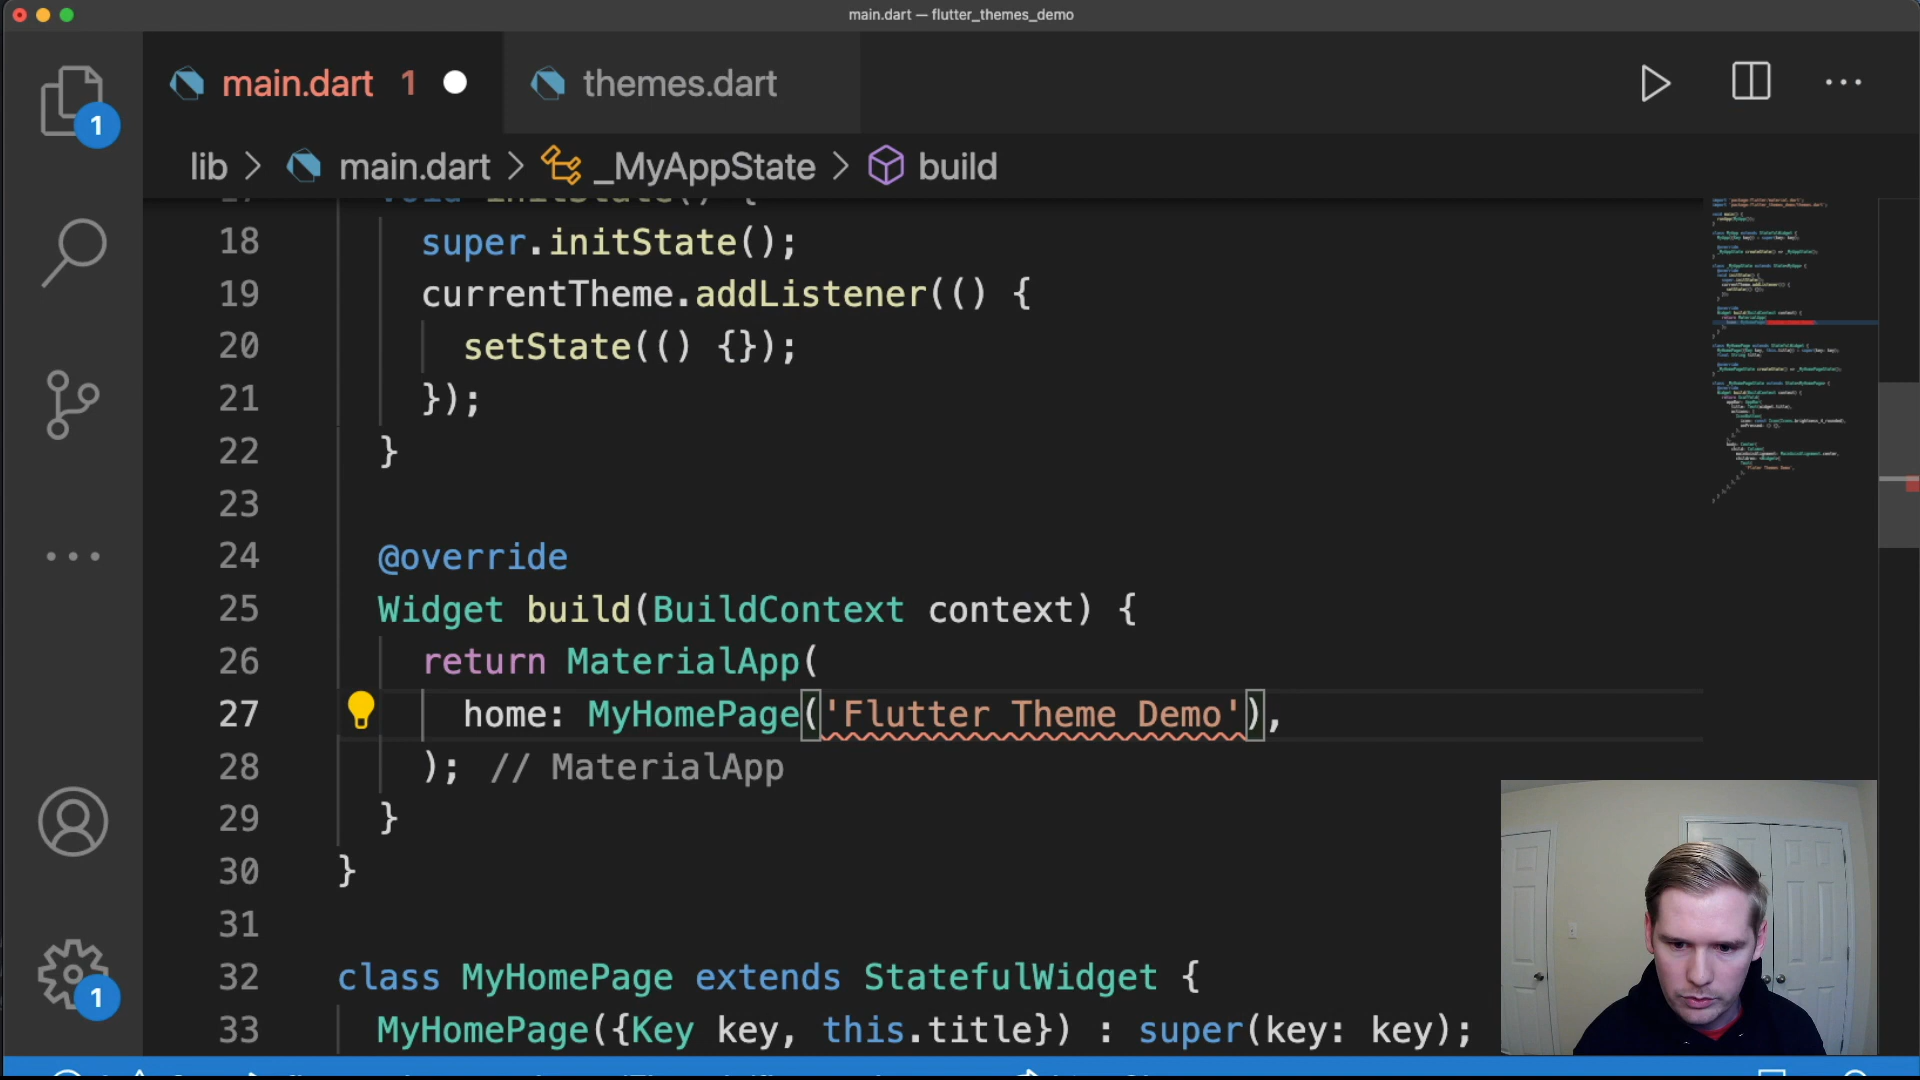 main.dart — flutter_themes_demo
main.dart 1 themes.dart
1
lib > main.dart > _MyAppState > build
18 super.initState();
19 currentTheme.addListener(() {
20 setState(() {});
21 });
22 }
23
24 @override
25 Widget build(BuildContext context) {
26 return MaterialApp(
27 home: MyHomePage('Flutter Theme Demo'),
28 ); // MaterialApp
29 }
30 }
31
32 class MyHomePage extends StatefulWidget {
33 MyHomePage({Key key, this.title}) : super(key: key);
1